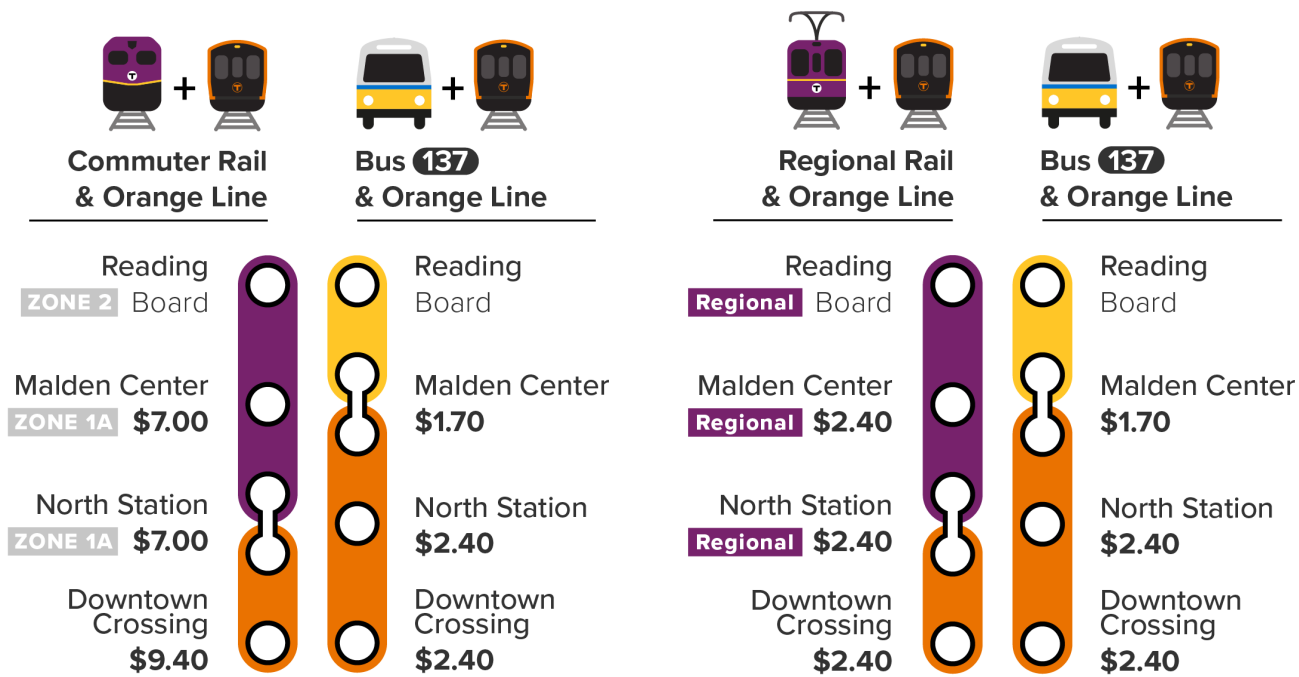 Commuter Rail
& Orange Line
Reading
ZONE 2 Board
Malden Center
ZONE 1A $7.00
North Station
ZONE 1A $7.00
Downtown
Crossing
$9.40
Bus 137
& Orange Line
Reading
Board
Malden Center
$1.70
North Station
$2.40
Downtown
Crossing
$2.40
Regional Rail
& Orange Line
Reading
Regional Board
Malden Center
Regional $2.40
North Station
Regional $2.40
Downtown
Crossing
$2.40
Bus 137
& Orange Line
Reading
Board
Malden Center
$1.70
North Station
$2.40
Downtown
Crossing
$2.40